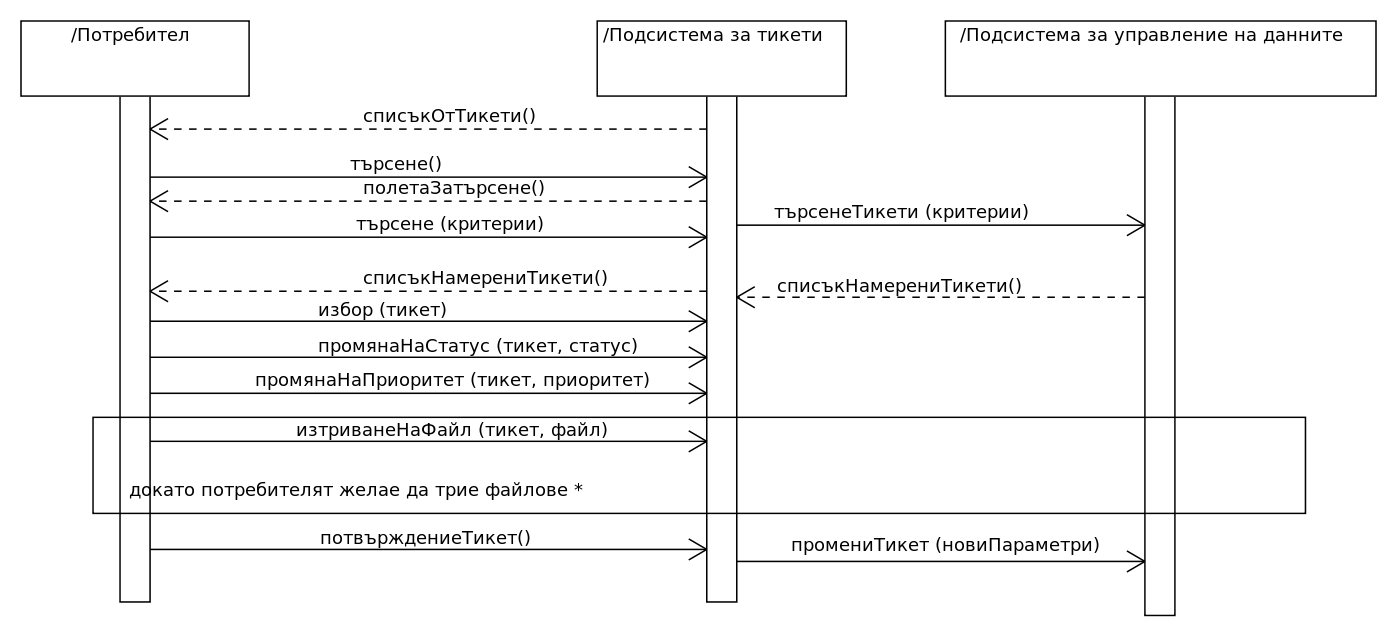 /Потребител
/Подсистема за тикети
/Подсистема за управление на данните
списъкОтТикети()
търсене()
полетаЗатърсене()
търсенеТикети (критерии)
търсене (критерии)
списъкНамерениТикети()
списъкНамерениТикети()
избор (тикет)
промянаНаСтатус (тикет, статус)
промянаНаПриоритет (тикет, приоритет)
изтриванеНаФайл (тикет, файл)
докато потребителят желае да трие файлове *
потвърждениеТикет()
промениТикет (новиПараметри)